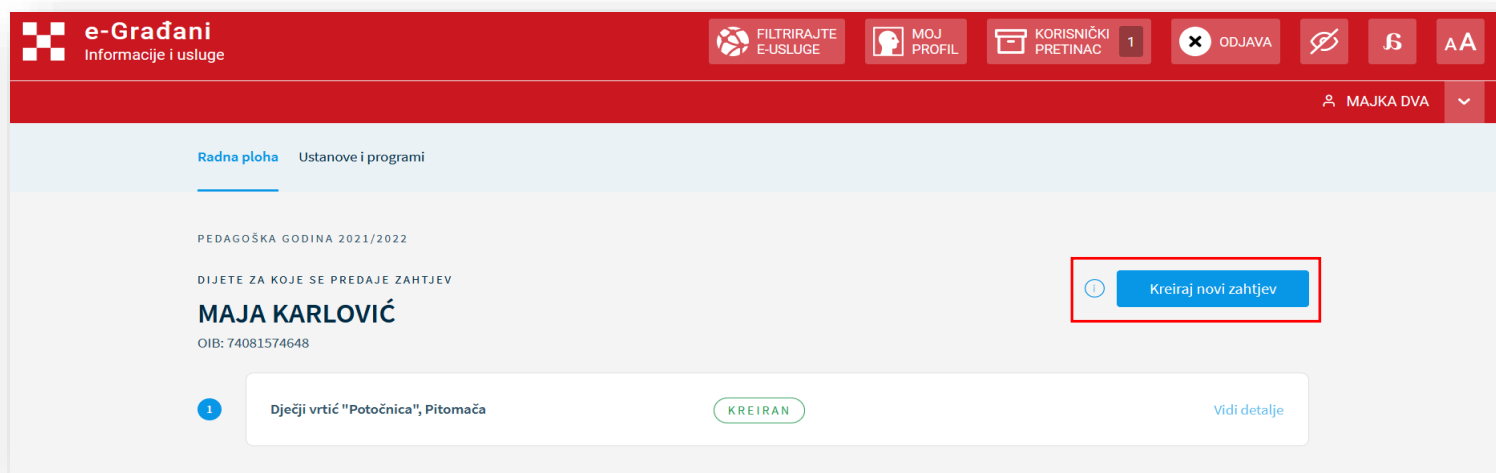 e-Građani
Informacije i usluge
FILTRIRAJTE
E-USLUGE
MOJ
PROFIL
KORISNIČKI
PRETINAC
1
ODJAVA
AA
MAJKA DVA
Radna ploha Ustanove i programi
PEDAGOŠKA GODINA 2021/2022
DIJETE ZA KOJE SE PREDAJE ZAHTJEV
MAJA KARLOVIĆ
Kreiraj novi zahtjev
OIB: 74081574648
1 Dječji vrtić "Potočnica", Pitomača KREIRAN Vidi detalje